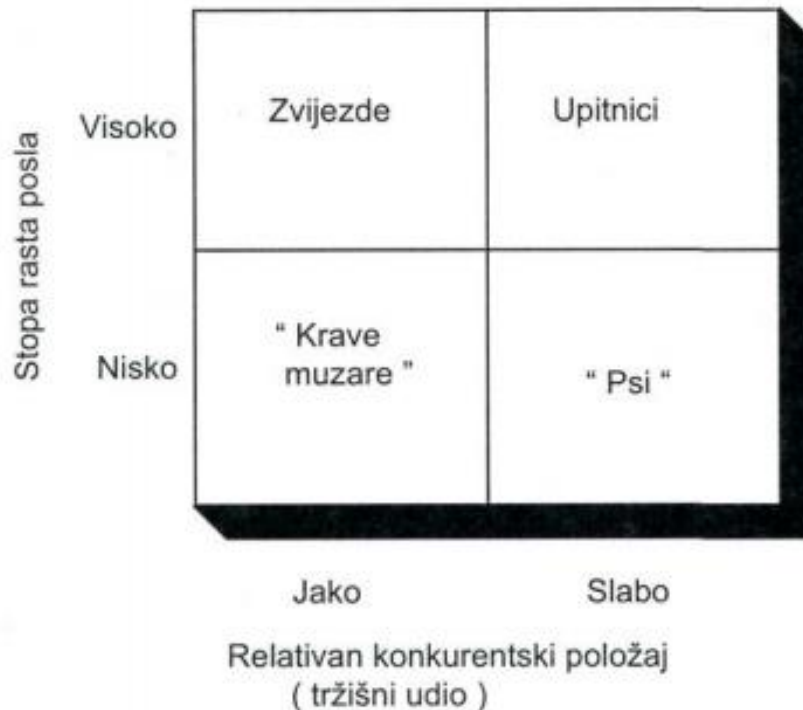 Stopa rasta posla
Visoko
Zvijezde
Upitnici
Nisko
“ Krave
muzare ”
“ Psi “
Jako
Slabo
Relativan konkurentski položaj
( tržišni udio )